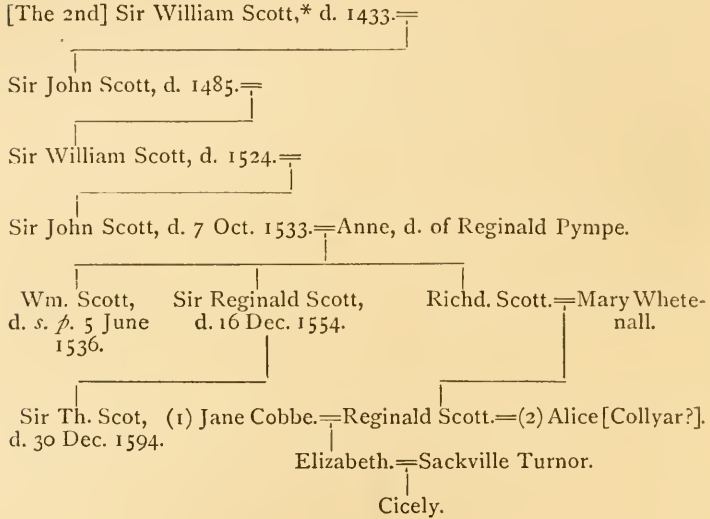 [The 2nd] Sir William Scott,* d. 1433.=
Sir John Scott, d. 1485.=
Sir William Scott, d. 1524.=
Sir John Scott, d. 7 Oct. 1533.=Anne, d. of Reginald Pympe.
Wm. Scott, Sir Reginald Scott, Richd. Scott.=Mary Whete-
d. s. p. 5 June d. 16 Dec. 1554. nall.
1536.
Sir Th. Scot, (1) Jane Cobbe.=Reginald Scott.=(2) Alice [Collyar?].
d. 30 Dec. 1594.
Elizabeth.=Sackville Turnor.
Cicely.